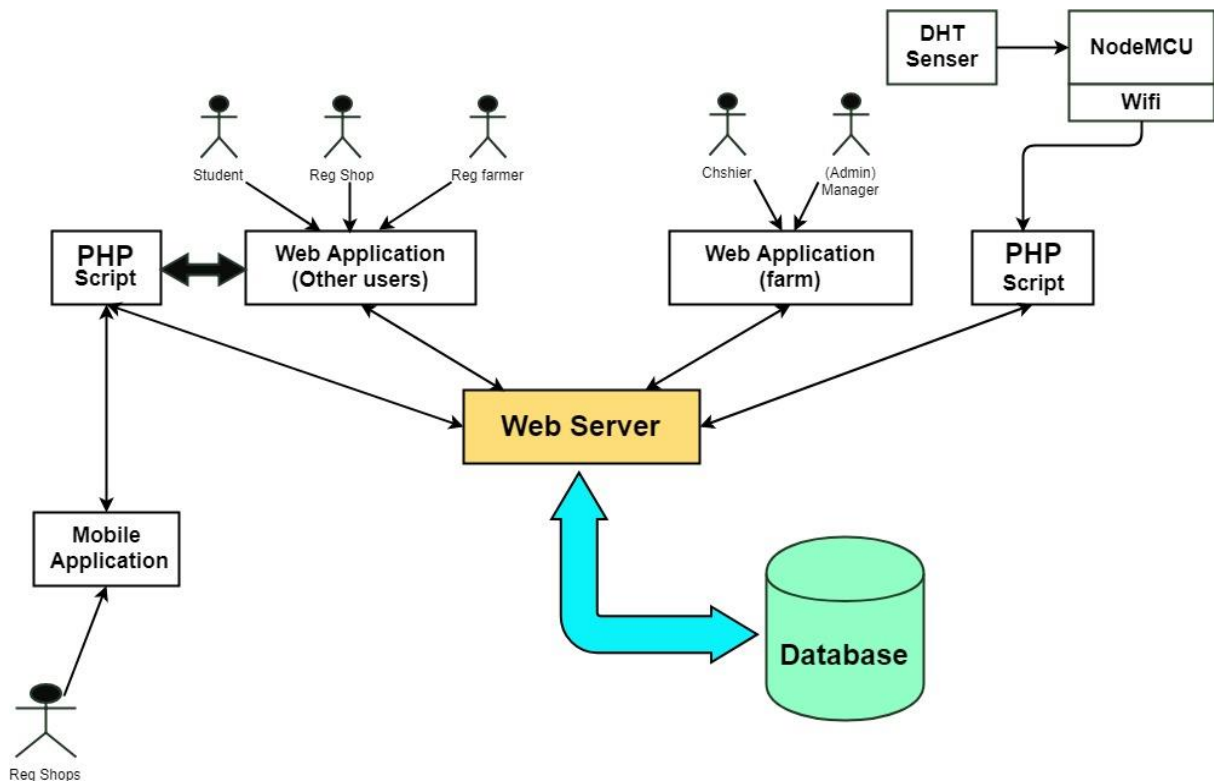 DHT
Senser
NodeMCU
Wifi
Student
Reg Shop
Reg farmer
Chshier
(Admin)
Manager
PHP
Script
Web Application
(Other users)
Web Application
(farm)
PHP
Script
Web Server
Mobile
Application
Database
Reg Shops